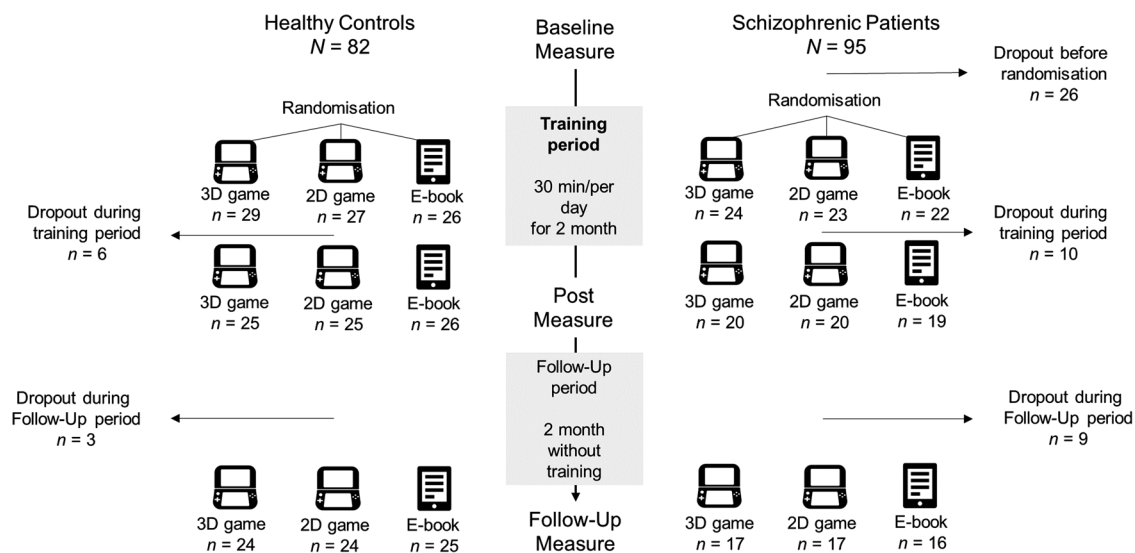 Healthy Controls
N = 82
Baseline
Measure
Schizophrenic Patients
N = 95
Dropout before
randomisation
n = 26
Randomisation
Randomisation
Training
period
30 min/per
day
for 2 month
3D game
n = 29
2D game
n = 27
E-book
n = 26
3D game
n = 24
2D game
n = 23
E-book
n = 22
Dropout during
training period
n = 6
Dropout during
training period
n = 10
3D game
n = 25
2D game
n = 25
E-book
n = 26
Post
Measure
3D game
n = 20
2D game
n = 20
E-book
n = 19
Follow-Up
period
2 month
without
training
Dropout during
Follow-Up period
n = 3
Dropout during
Follow-Up period
n = 9
3D game
n = 24
2D game
n = 24
E-book
n = 25
Follow-Up
Measure
3D game
n = 17
2D game
n = 17
E-book
n = 16